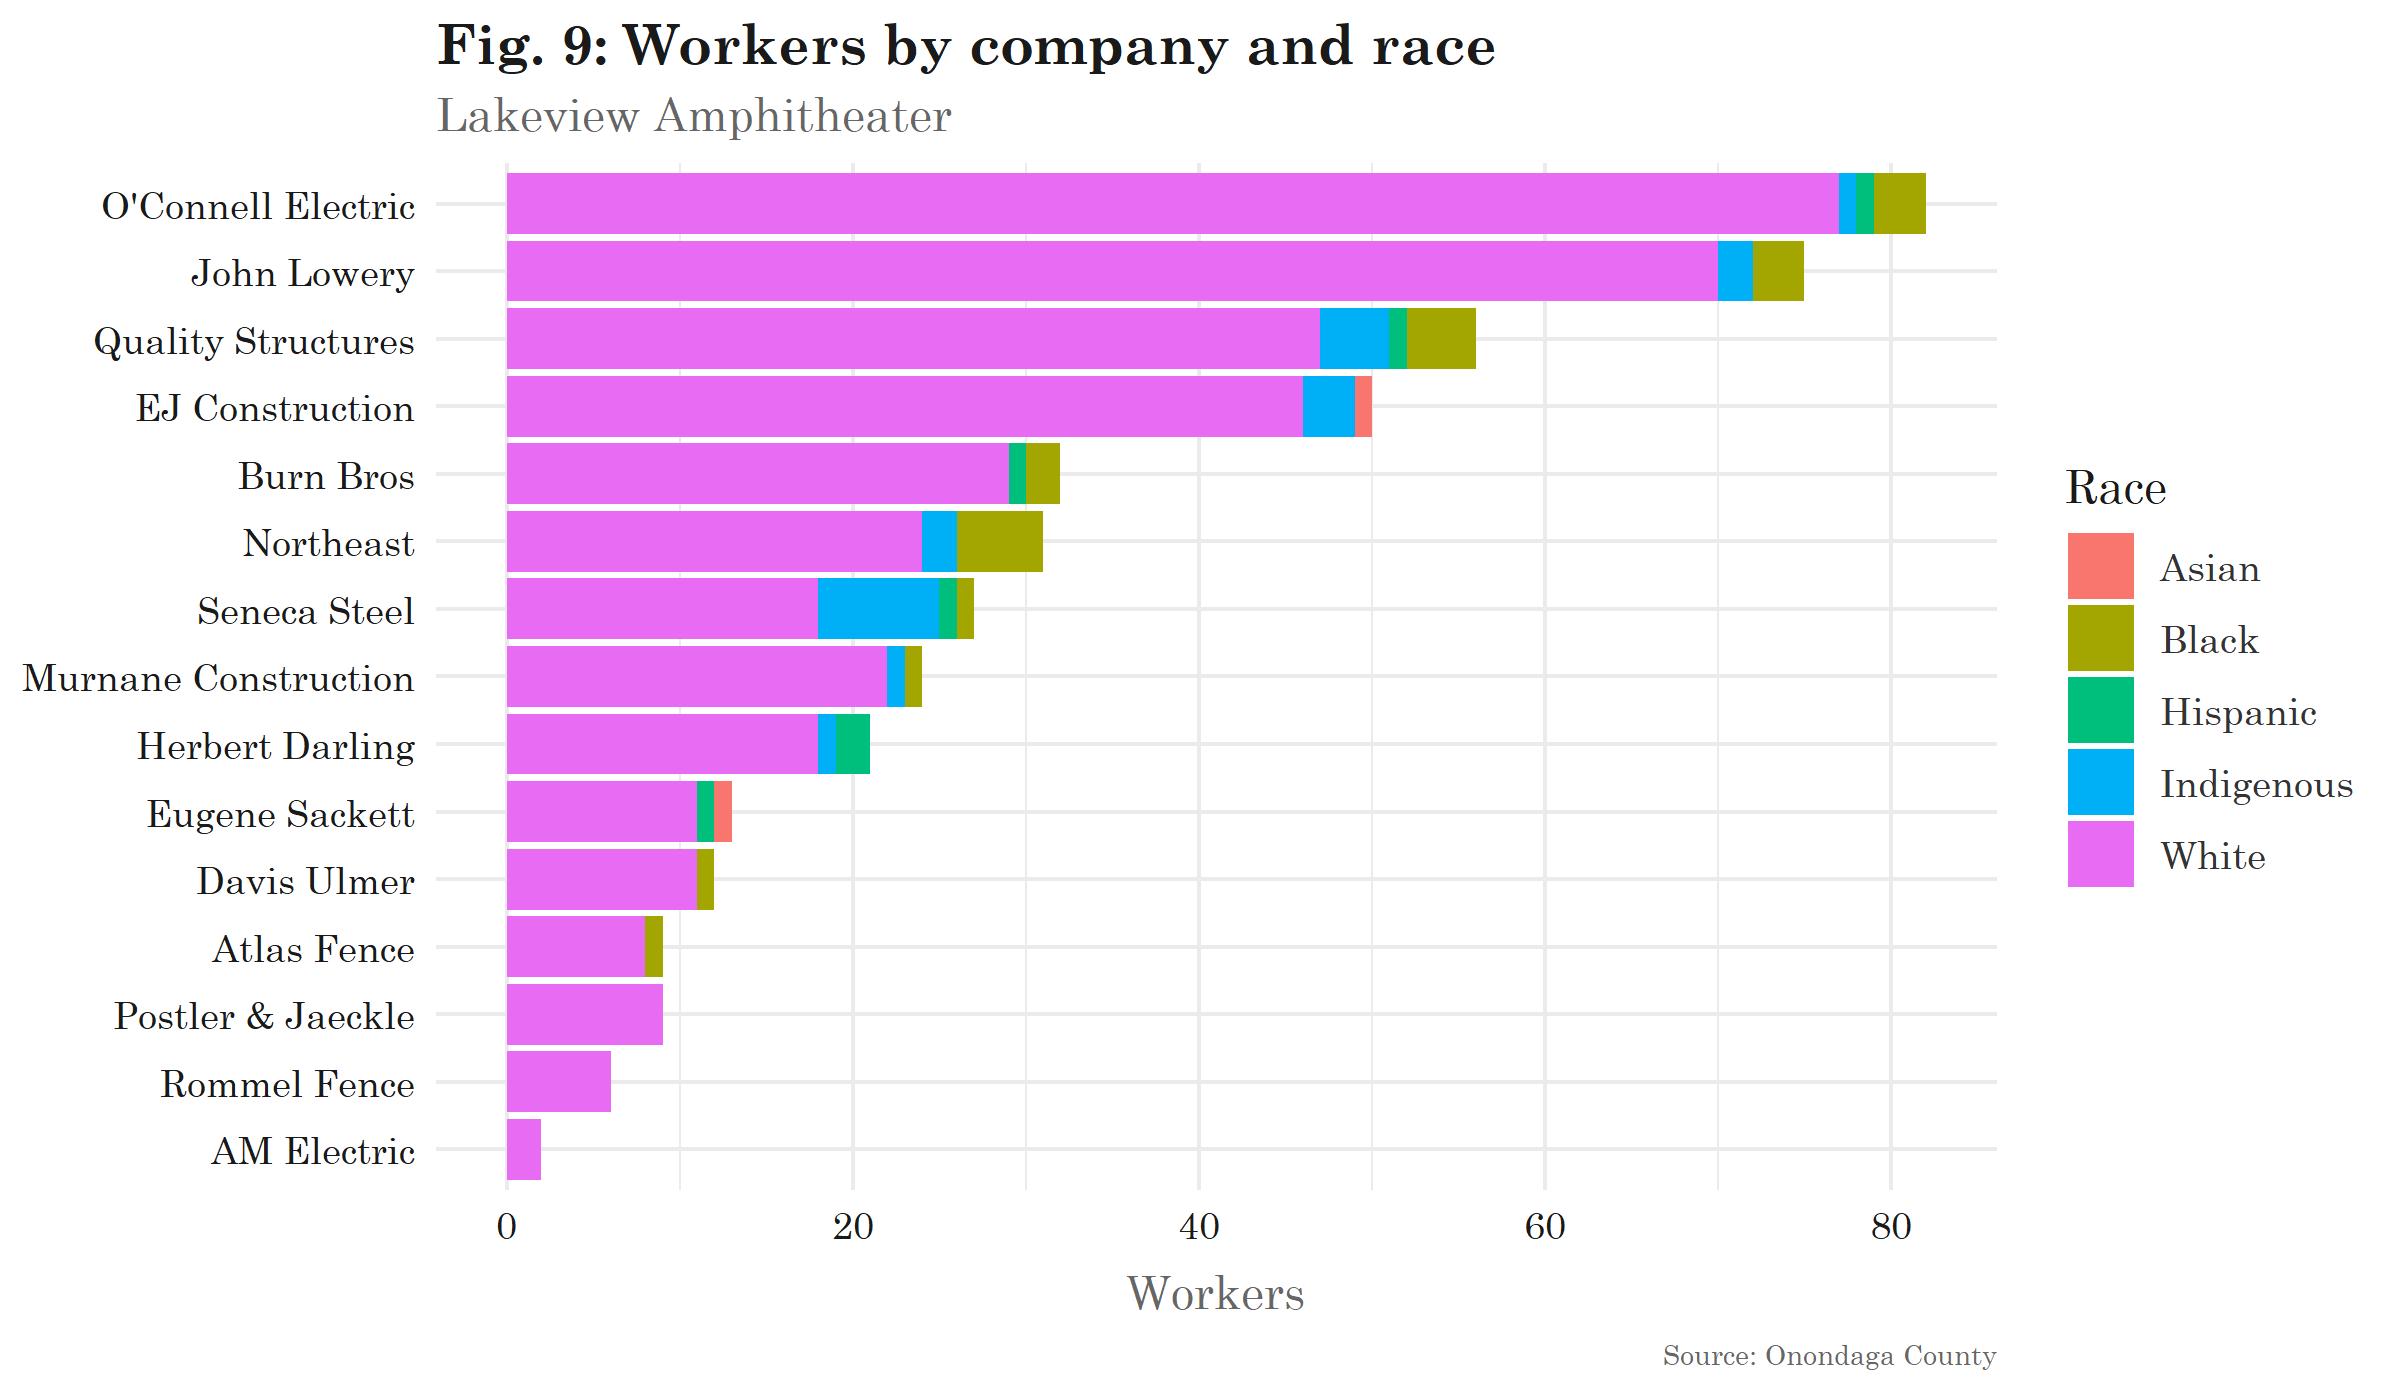 Fig. 9: Workers by company and race
Lakeview Amphitheater
O'Connell Electric
John Lowery
Quality Structures
EJ Construction
Burn Bros
Northeast
Seneca Steel
Murnane Construction
Herbert Darling
Eugene Sackett
Davis Ulmer
Atlas Fence
Postler & Jaeckle
Rommel Fence
AM Electric
0 20 40 60 80
Workers
Race
Asian
Black
Hispanic
Indigenous
White
Source: Onondaga County